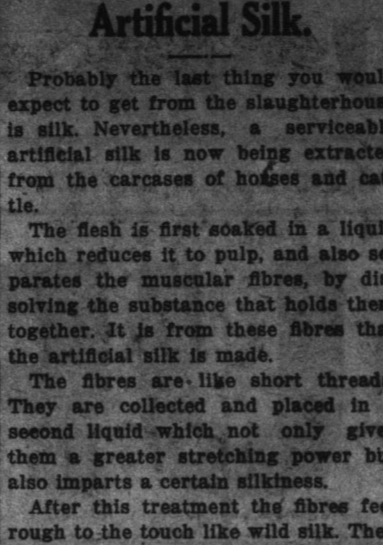 Artificial Silk.
Probably the last thing you woul
expect to get from the slaughterhous
is silk. Nevertheless, a serviceabl
artificial silk is now being extracte
from the carcases of horses and cat
tle.
The flesh is first soaked in a liqui
which reduces it to pulp, and also se
parates the muscular fibres, by dis
solving the substance that holds them
together. It is from these fibres tha
the artificial silk is made.
The fibres are like short thread
They are collected and placed in
second liquid which not only give
them a greater stretching power bu
also imparts a certain silkiness.
After this treatment the fibres fee
rough to the touch like wild silk. The